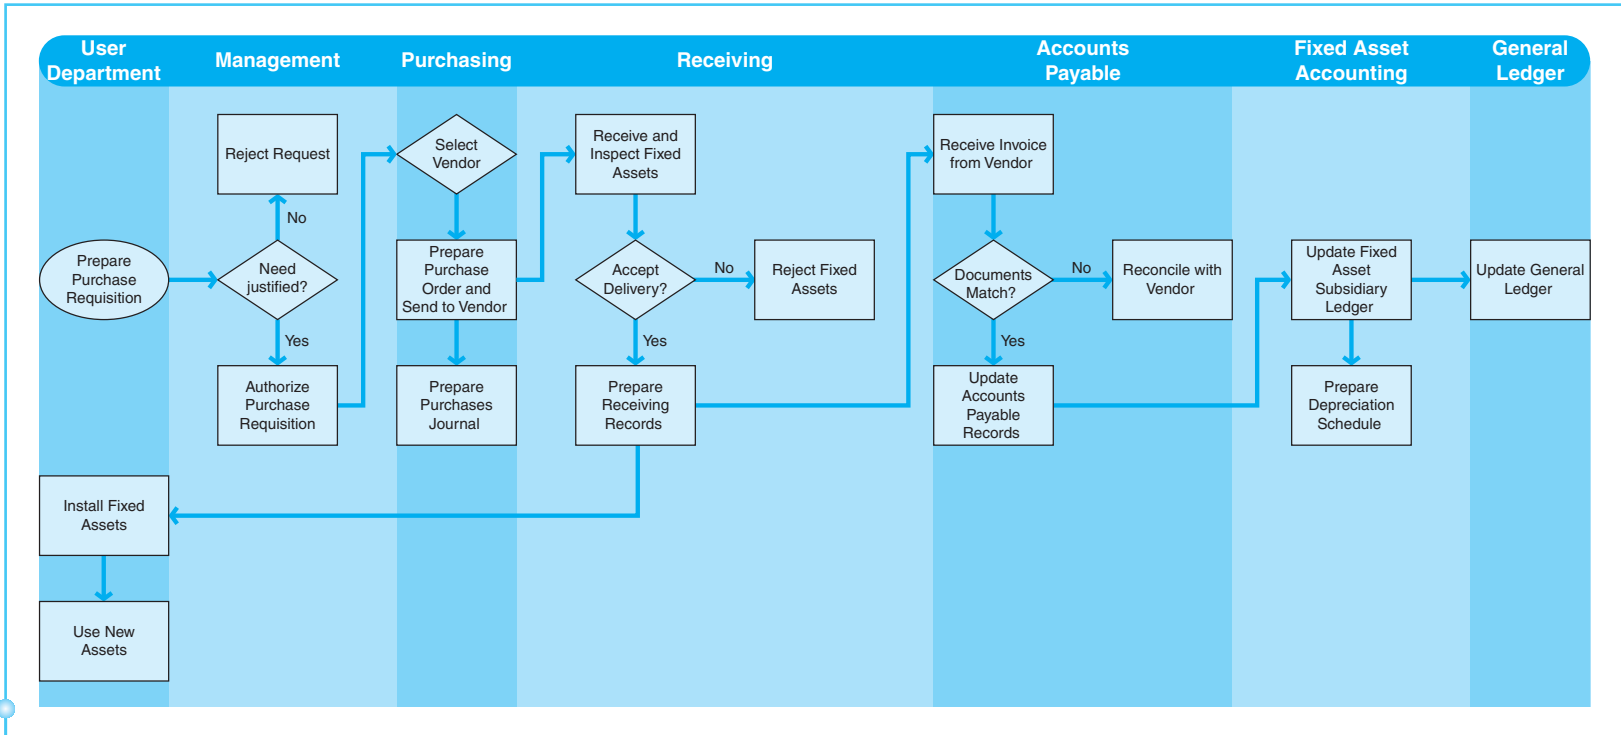 User
Department
Management
Purchasing
Receiving
Accounts
Payable
Fixed Asset
Accounting
General
Ledger
Prepare
Purchase
Requisition
Reject Request
No
Need
justified?
Yes
Authorize
Purchase
Requisition
Select
Vendor
Prepare
Purchase
Order and
Send to Vendor
Prepare
Purchases
Journal
Receive and
Inspect Fixed
Assets
Accept
Delivery?
No
Reject Fixed
Assets
Yes
Prepare
Receiving
Records
Receive Invoice
from Vendor
Documents
Match?
No
Reconcile with
Vendor
Yes
Update
Accounts
Payable
Records
Update Fixed
Asset
Subsidiary
Ledger
Prepare
Depreciation
Schedule
Update General
Ledger
Install Fixed
Assets
Use New
Assets